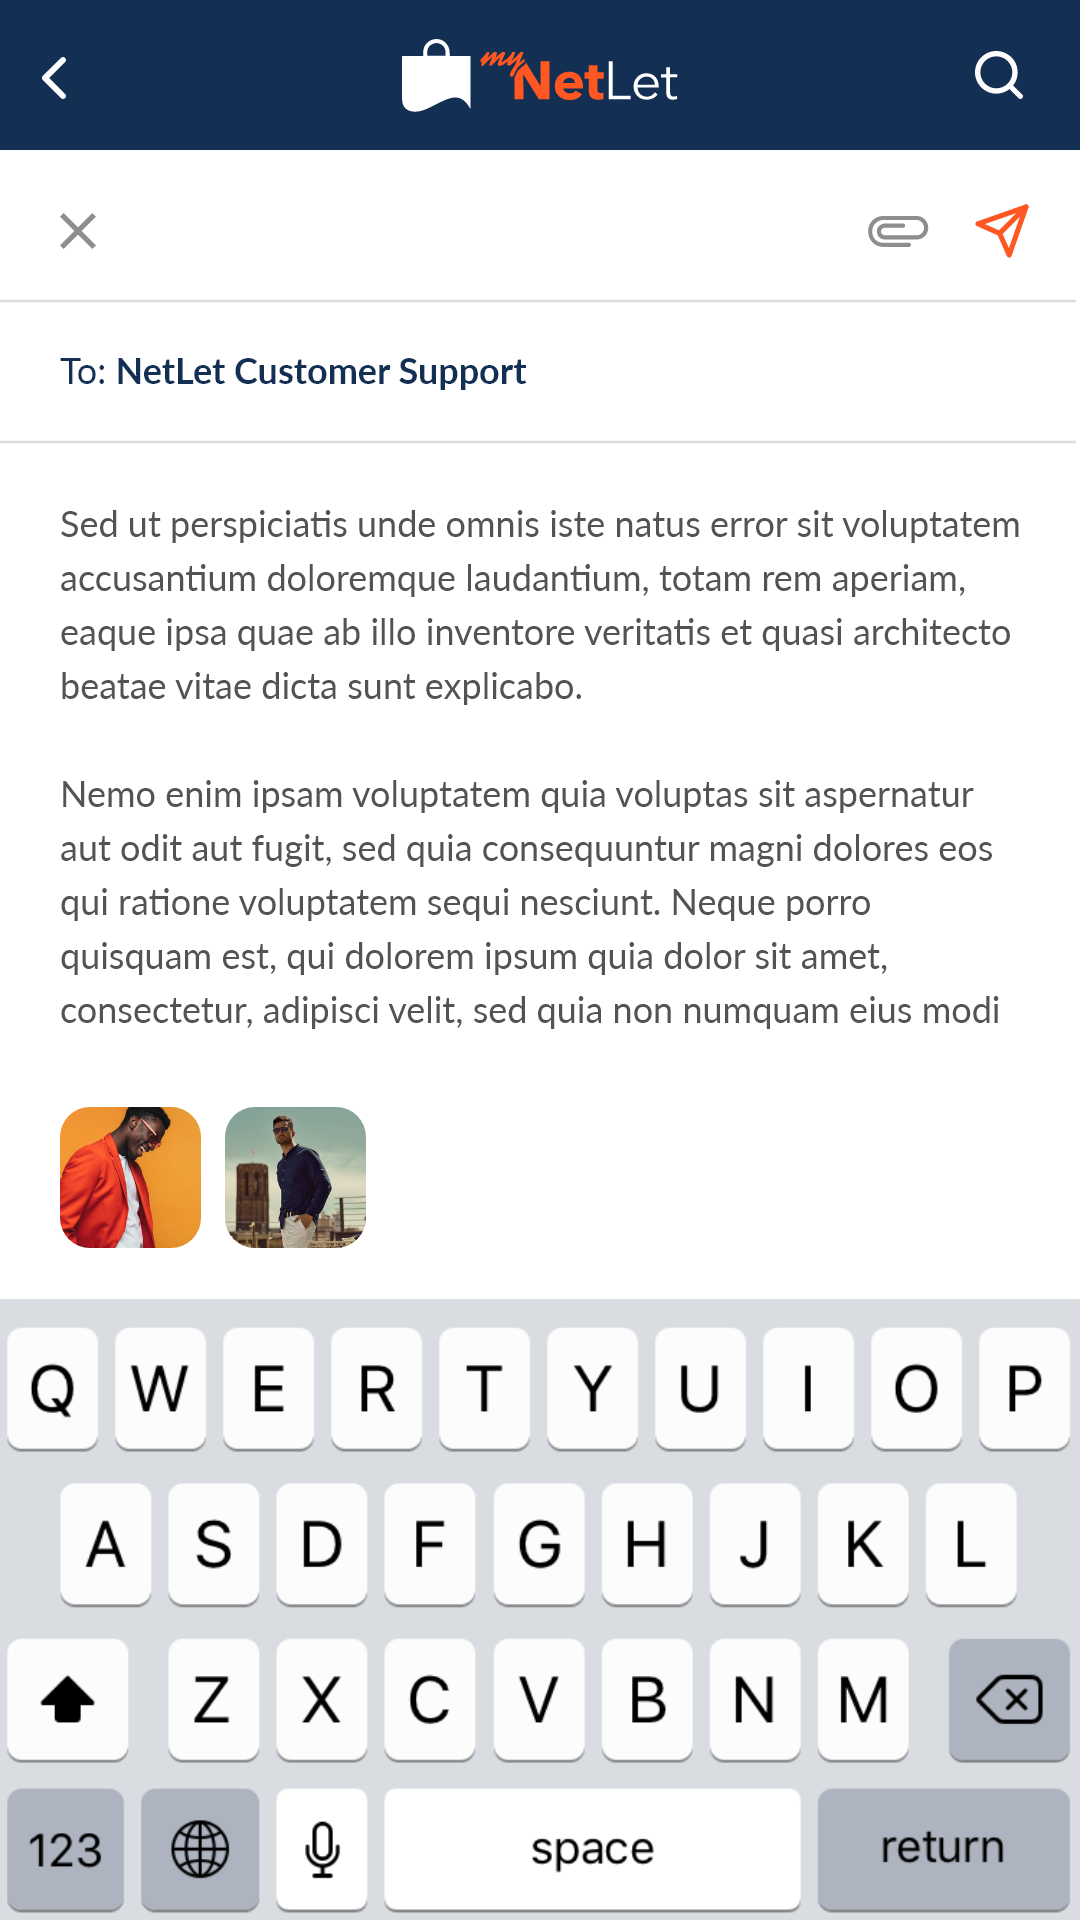 my NetLet
To: NetLet Customer Support
Sed ut perspiciatis unde omnis iste natus error sit voluptatem
accusantium doloremque laudantium, totam rem aperiam,
eaque ipsa quae ab illo inventore veritatis et quasi architecto
beatae vitae dicta sunt explicabo.
Nemo enim ipsam voluptatem quia voluptas sit aspernatur
aut odit aut fugit, sed quia consequuntur magni dolores eos
qui ratione voluptatem sequi nesciunt. Neque porro
quisquam est, qui dolorem ipsum quia dolor sit amet,
consectetur, adipisci velit, sed quia non numquam eius modi
Q W E R T Y U I O P
A S D F G H J K L
Z X C V B N M
123 space return